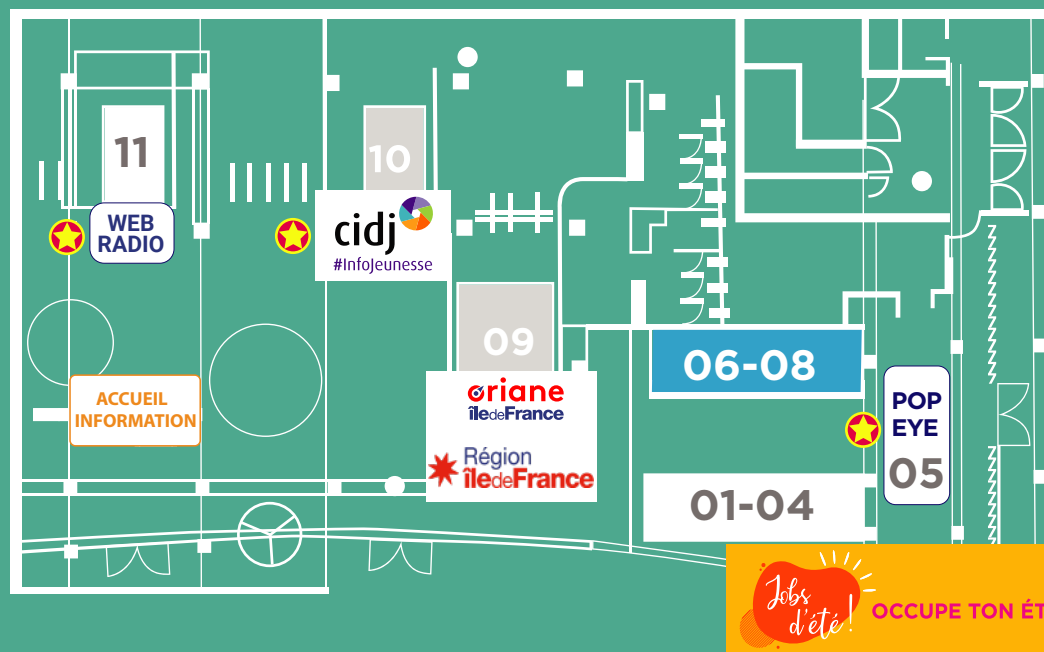 11
WEB
RADIO
10
cidj
#InfoJeunesse
09
oriane
îledeFrance
Région
îledeFrance
ACCUEIL
INFORMATION
06-08
POP
EYE
05
01-04
Jobs
d'été!
OCCUPE TON ÉT